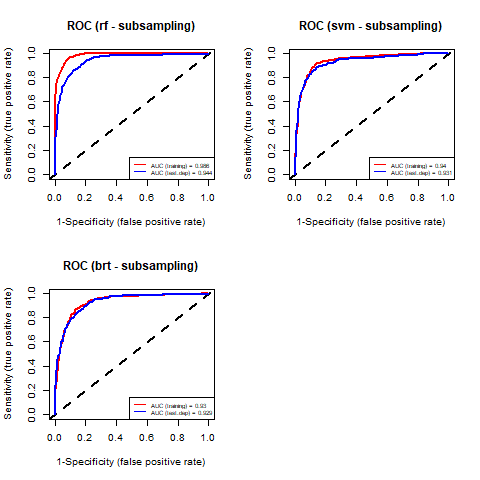 ROC (rf - subsampling)
Sensitivity (true positive rate)
1.0
0.8
0.6
0.4
0.2
0.0
AUC (training) = 0.986
AUC (test.dep) = 0.944
0.0 0.2 0.4 0.6 0.8 1.0
1-Specificity (false positive rate)
ROC (svm - subsampling)
Sensitivity (true positive rate)
1.0
0.8
0.6
0.4
0.2
0.0
AUC (training) = 0.94
AUC (test.dep) = 0.931
0.0 0.2 0.4 0.6 0.8 1.0
1-Specificity (false positive rate)
ROC (brt - subsampling)
Sensitivity (true positive rate)
1.0
0.8
0.6
0.4
0.2
0.0
AUC (training) = 0.93
AUC (test.dep) = 0.929
0.0 0.2 0.4 0.6 0.8 1.0
1-Specificity (false positive rate)